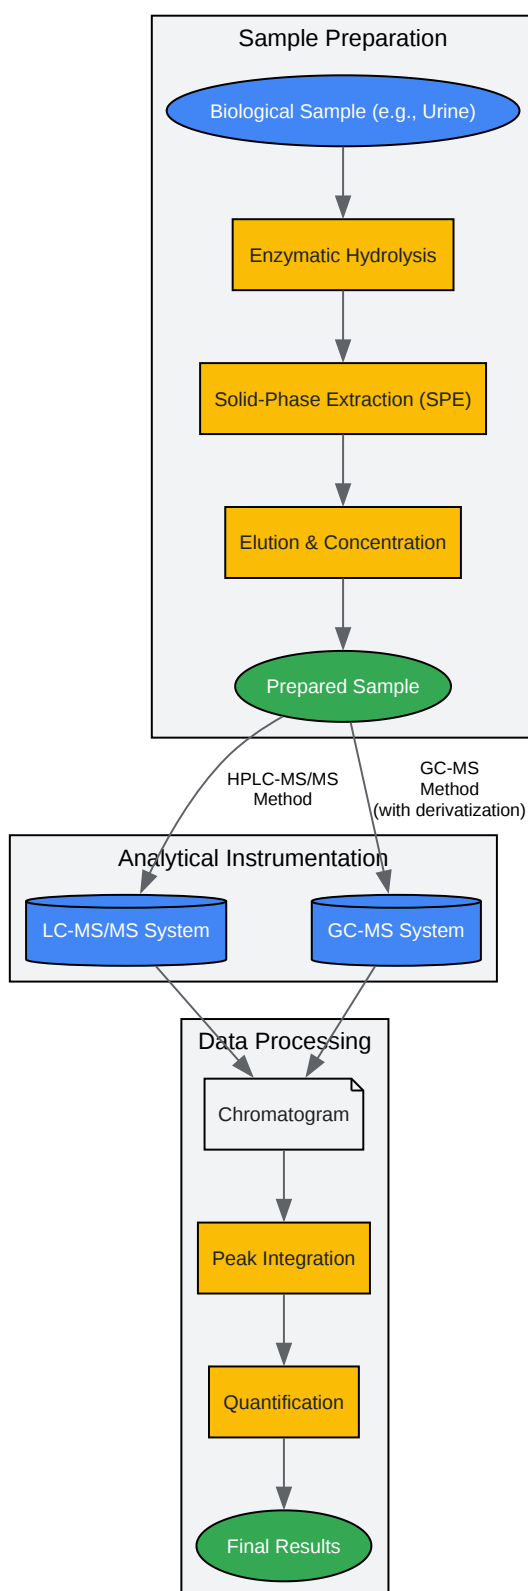 Sample Preparation
Biological Sample (e.g., Urine)
Enzymatic Hydrolysis
Solid-Phase Extraction (SPE)
Elution & Concentration
Prepared Sample
HPLC-MS/MS
Method
GC-MS
Method
(with derivatization)
Analytical Instrumentation
LC-MS/MS System
GC-MS System
Data Processing
Chromatogram
Peak Integration
Quantification
Final Results